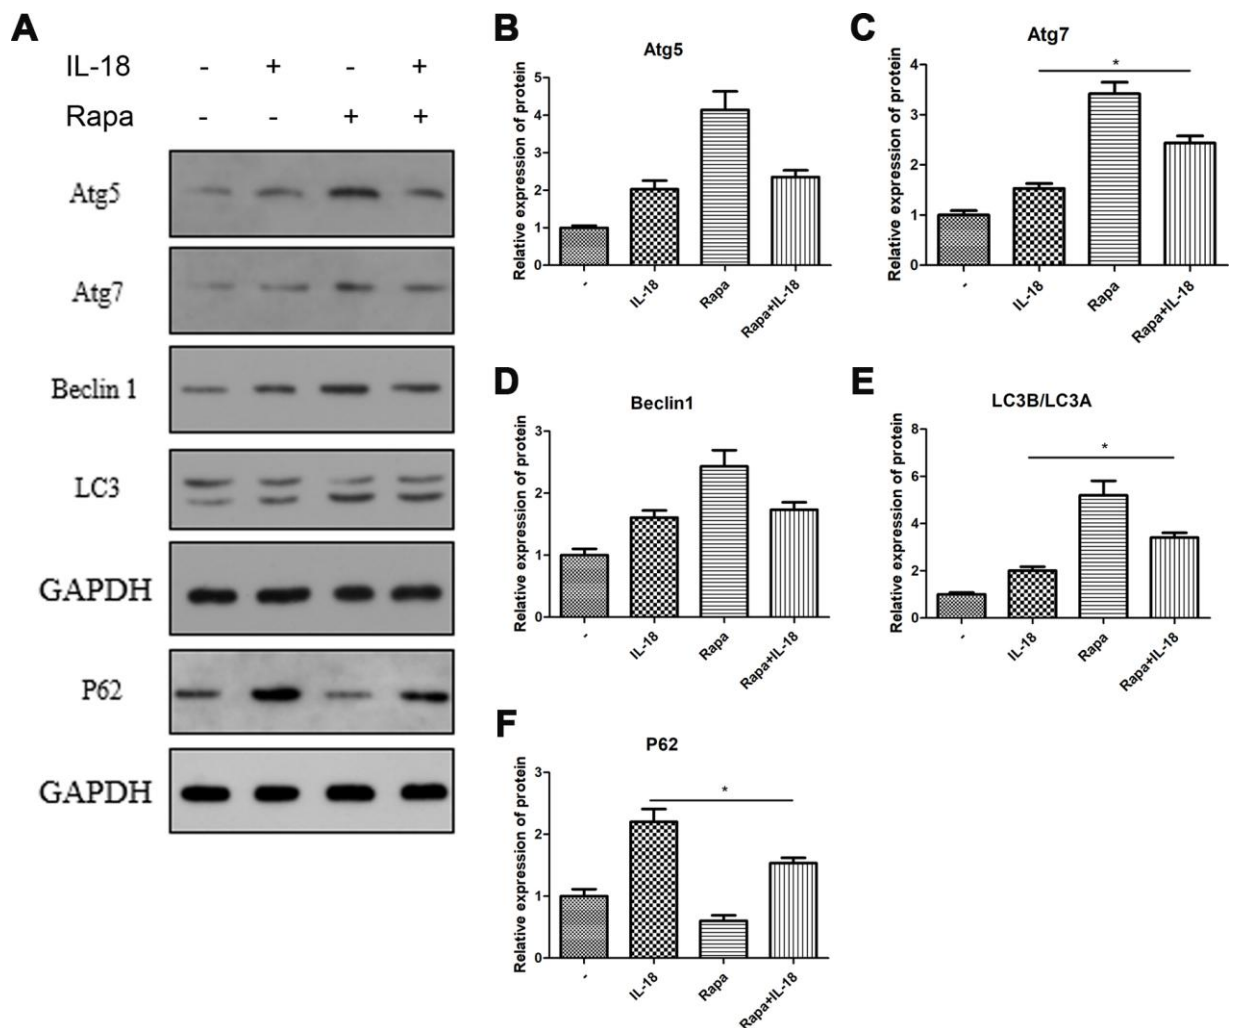 A
IL-18 - + - +
Rapa - - + +
Atg5
Atg7
Beclin 1
LC3
GAPDH
P62
GAPDH
B
Atg5
Relative expression of protein
5
4
3
2
1
0
-
IL-18
Rapa
Rapa+IL-18
C
Atg7
Relative expression of protein
4
3
2
1
0
*
-
IL-18
Rapa
Rapa+IL-18
D
Beclin1
Relative expression of protein
3
2
1
0
-
IL-18
Rapa
Rapa+IL-18
E
LC3B/LC3A
Relative expression of protein
8
6
4
2
0
*
-
IL-18
Rapa
Rapa+IL-18
F
P62
Relative expression of protein
3
2
1
0
*
-
IL-18
Rapa
Rapa+IL-18